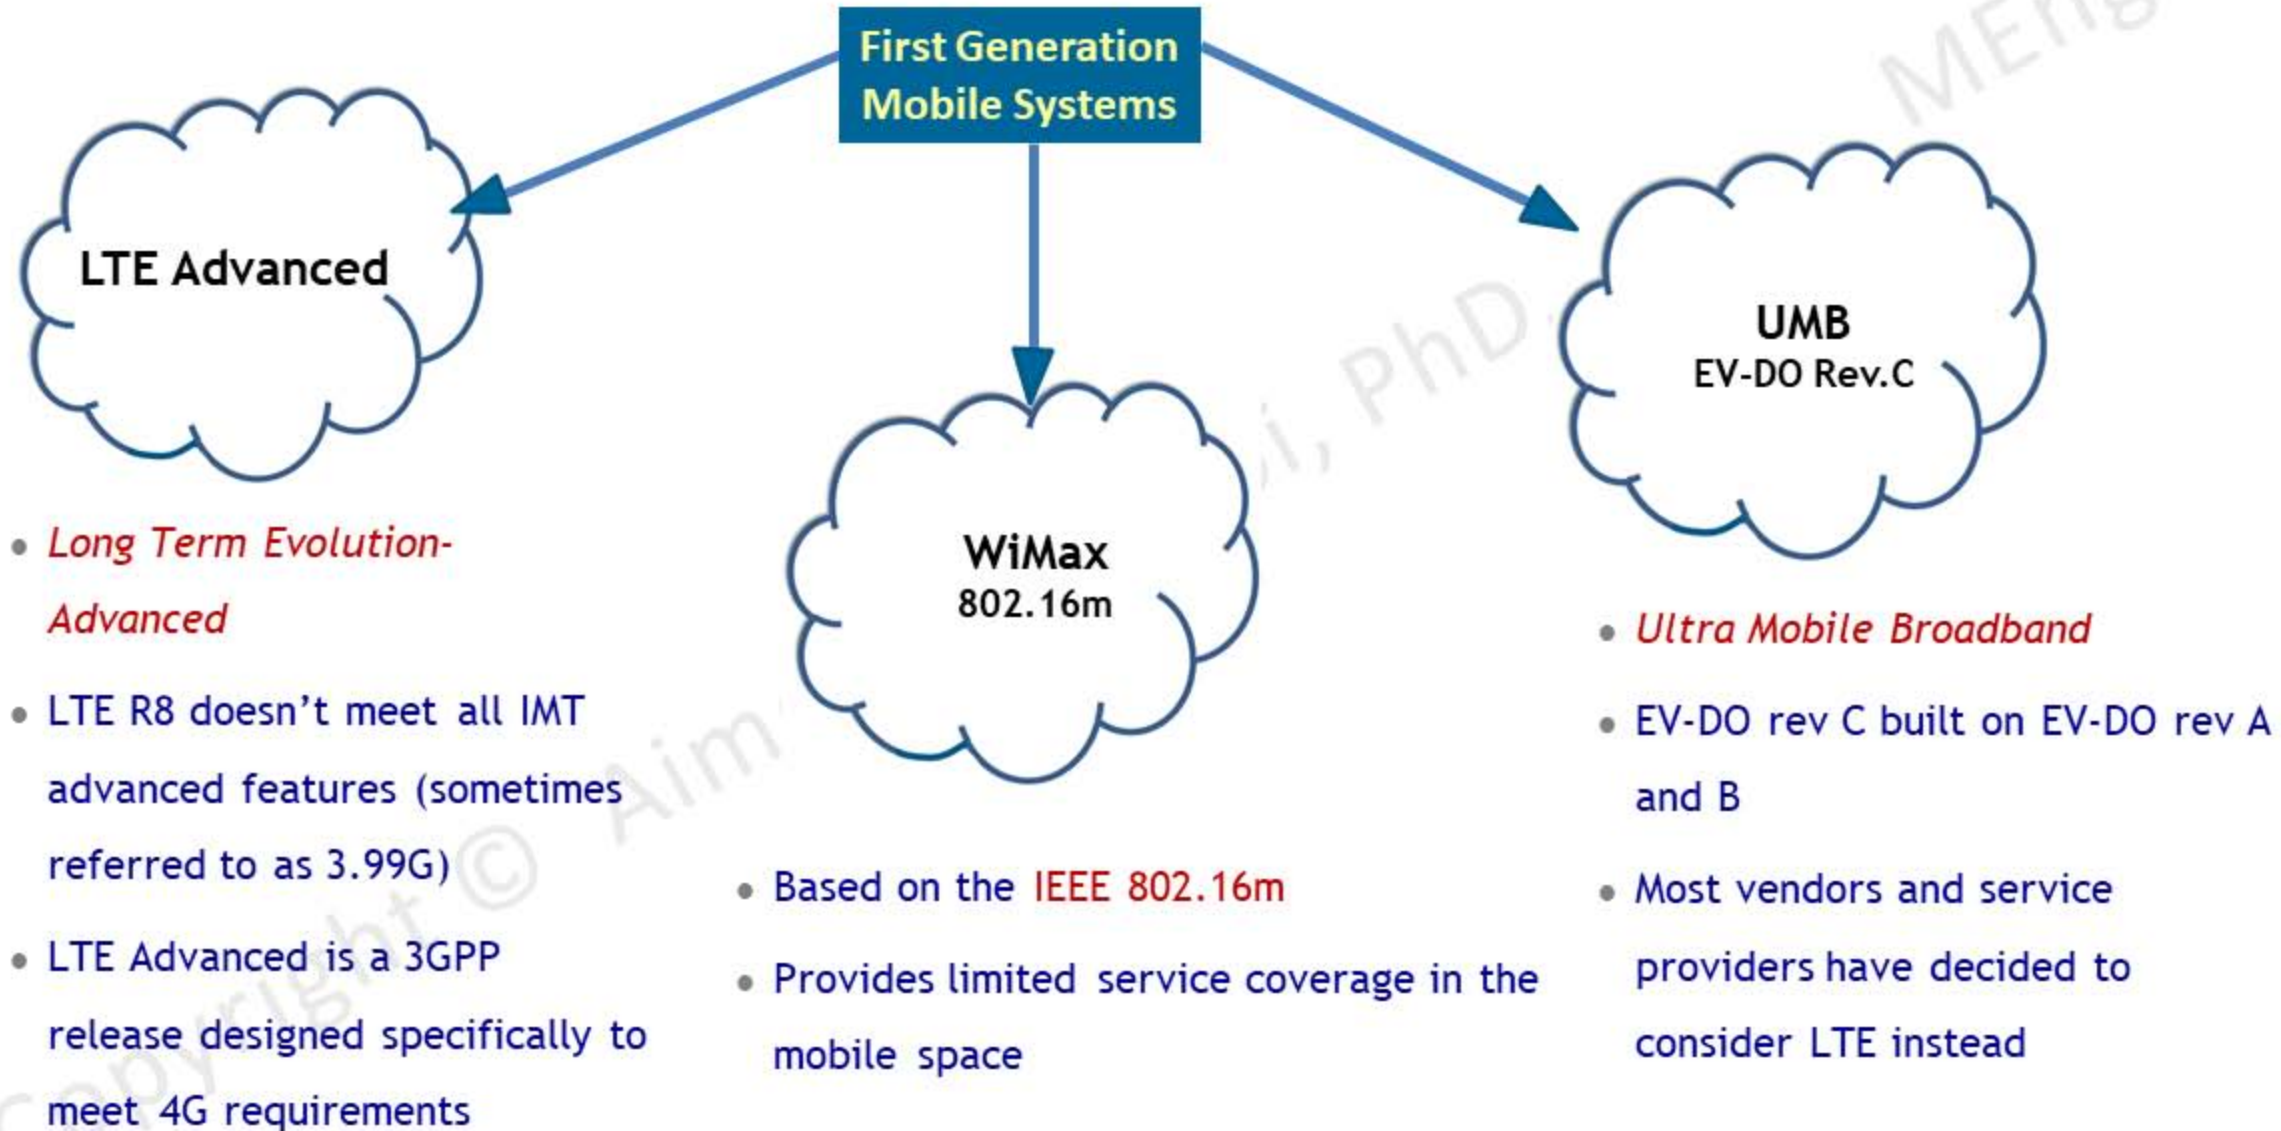 First Generation
Mobile Systems
LTE Advanced
• Long Term Evolution-
Advanced
• LTE R8 doesn't meet all IMT
advanced features (sometimes
referred to as 3.99G)
• LTE Advanced is a 3GPP
release designed specifically to
meet 4G requirements
WiMax
802.16m
• Based on the IEEE 802.16m
• Provides limited service coverage in the
mobile space
UMB
EV-DO Rev.C
• Ultra Mobile Broadband
• EV-DO rev C built on EV-DO rev A
and B
• Most vendors and service
providers have decided to
consider LTE instead
Copyright © PhD, MEng